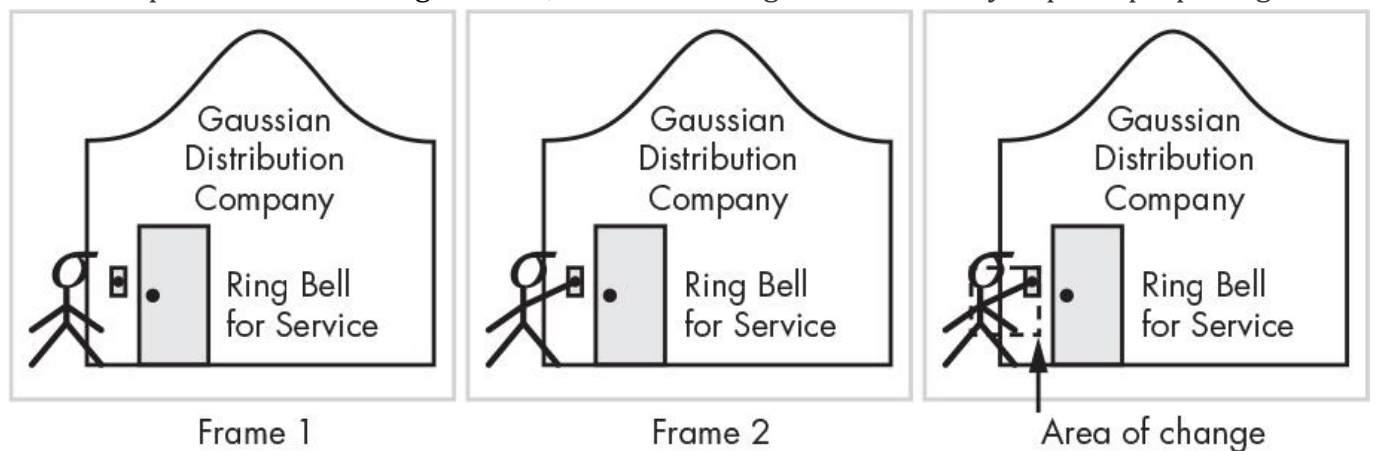 Gaussian
Distribution
Company
Ring Bell
for Service
Frame 1
Gaussian
Distribution
Company
Ring Bell
for Service
Frame 2
Gaussian
Distribution
Company
Ring Bell
for Service
Area of change